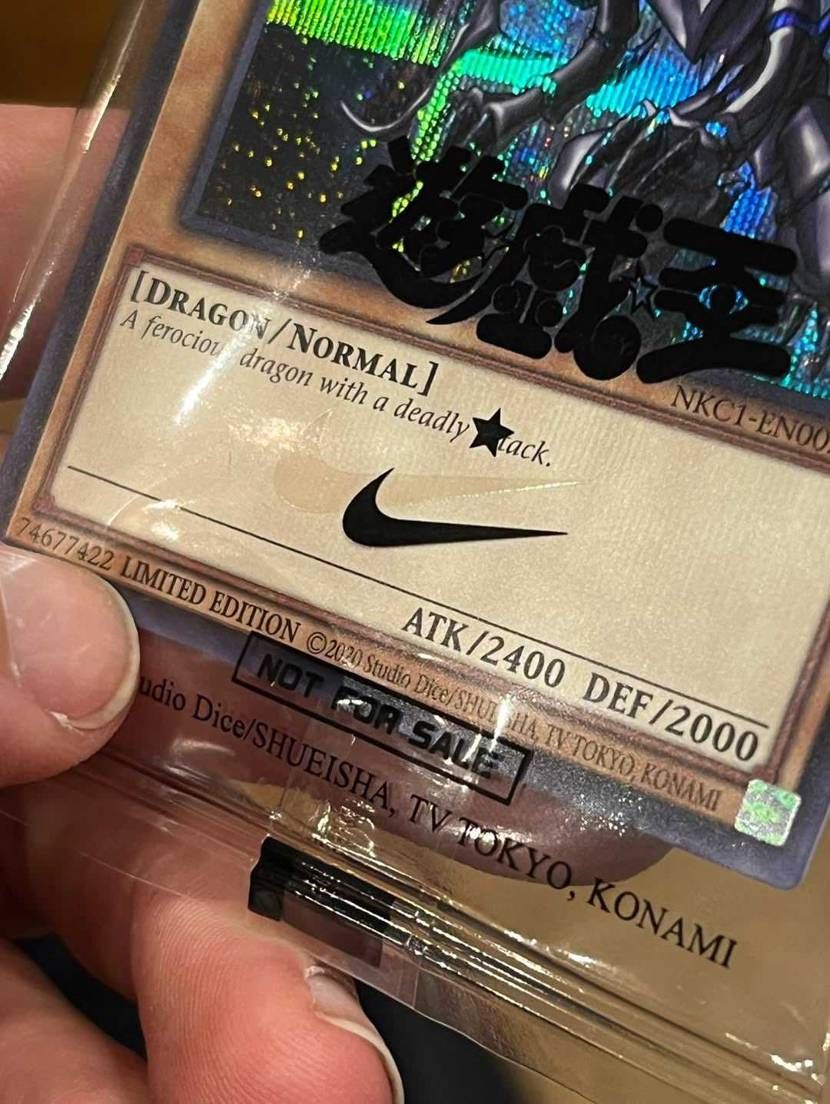 遊☆戯☆王
[DRAGON/NORMAL]
NKC1-EN00
A ferociou dragon with a deadly tack.
ATK/2400 DEF/2000
74677422 LIMITED EDITION ©2020 Studio Dice/SHUEISHA, TV TOKYO, KONAMI
NOT FOR SALE
udio Dice/SHUEISHA, TV TOKYO, KONAMI